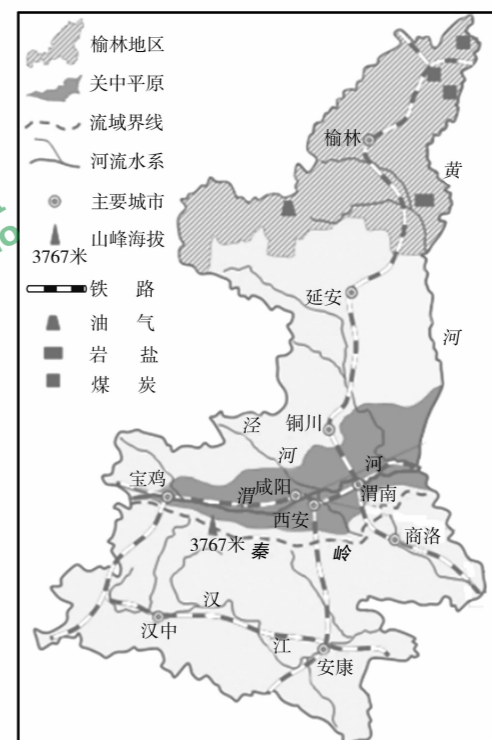 榆林地区
关中平原
流域界线
河流水系
主要城市
山峰海拔
3767米
铁 路
油 气
岩 盐
煤 炭
榆林
黄
河
延安
铜川
泾
河
宝鸡
渭
咸阳
河
渭南
西安
商洛
3767米
秦
岭
汉
汉中
江
安康